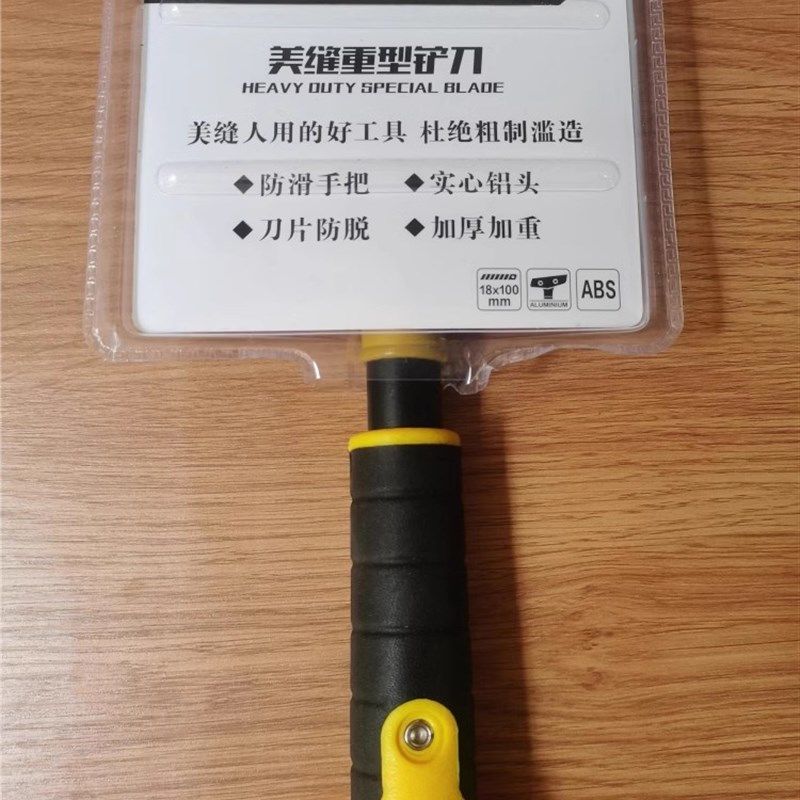 美缝重型铲刀
HEAVY DUTY SPECIAL BLADE
美缝人用的好工具 杜绝粗制滥造
◆防滑手把 ◆实心铝头
◆刀片防脱 ◆加厚加重
18x100
mm
ALUMINIUM
ABS